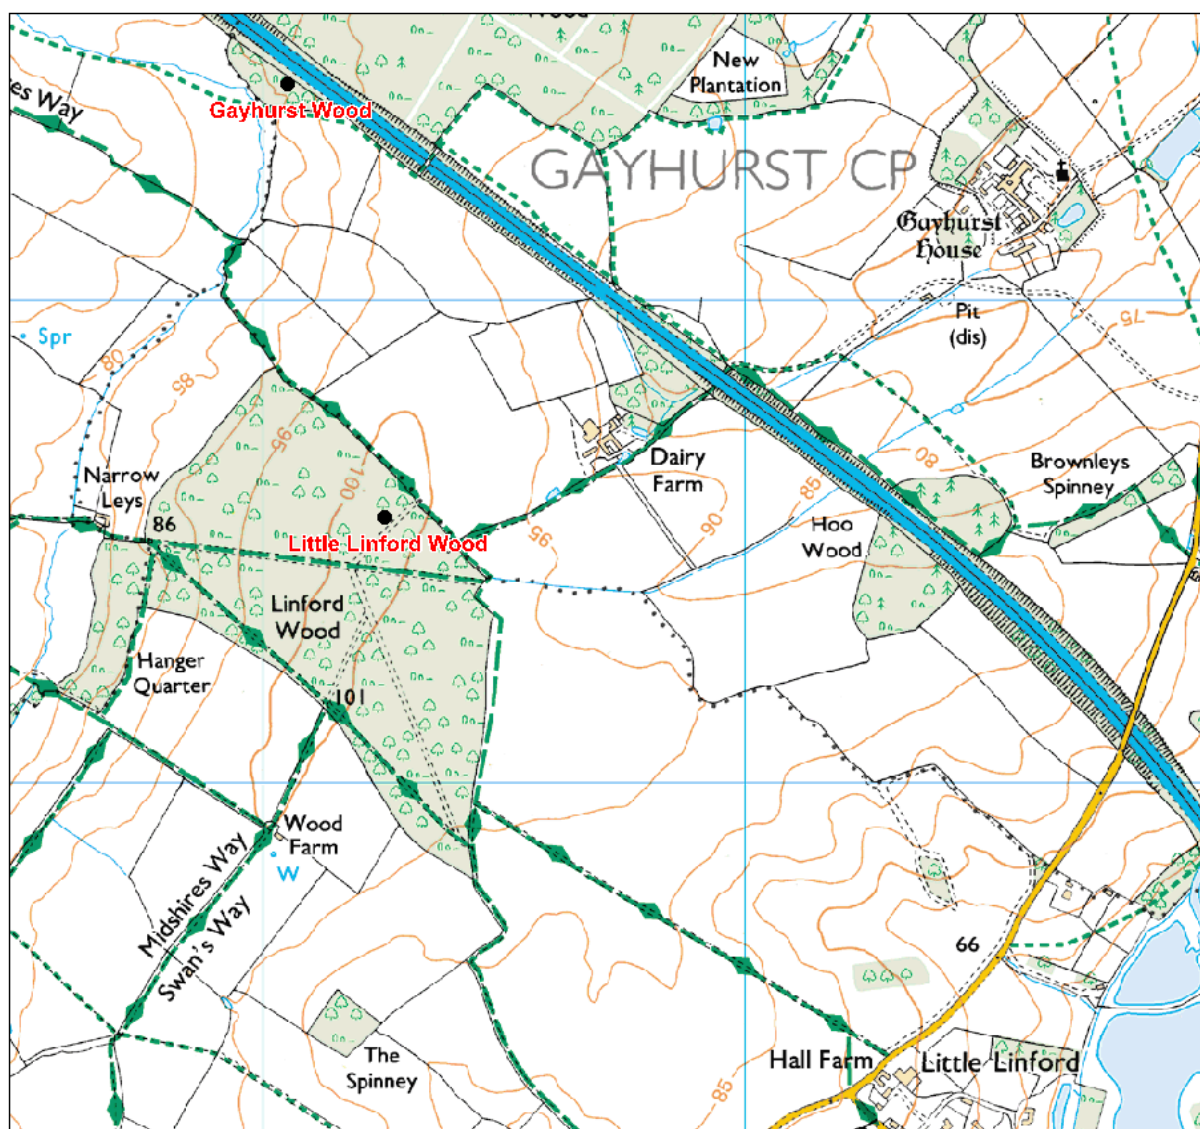 Wood
New
Plantation
es Way
Gayhurst Wood
GAYHURST CP
Gayhurst
House
Pit
(dis)
75
Spr
80
85
95
100
Narrow
Leys
86
Dairy
Farm
80
85
90
95
Brownleys
Spinney
Hoo
Wood
Little Linford Wood
Linford
Wood
Hanger
Quarter
101
Wood
Farm
W
Midshires Way
Swan's Way
66
The
Spinney
Hall Farm
Little Linford
85